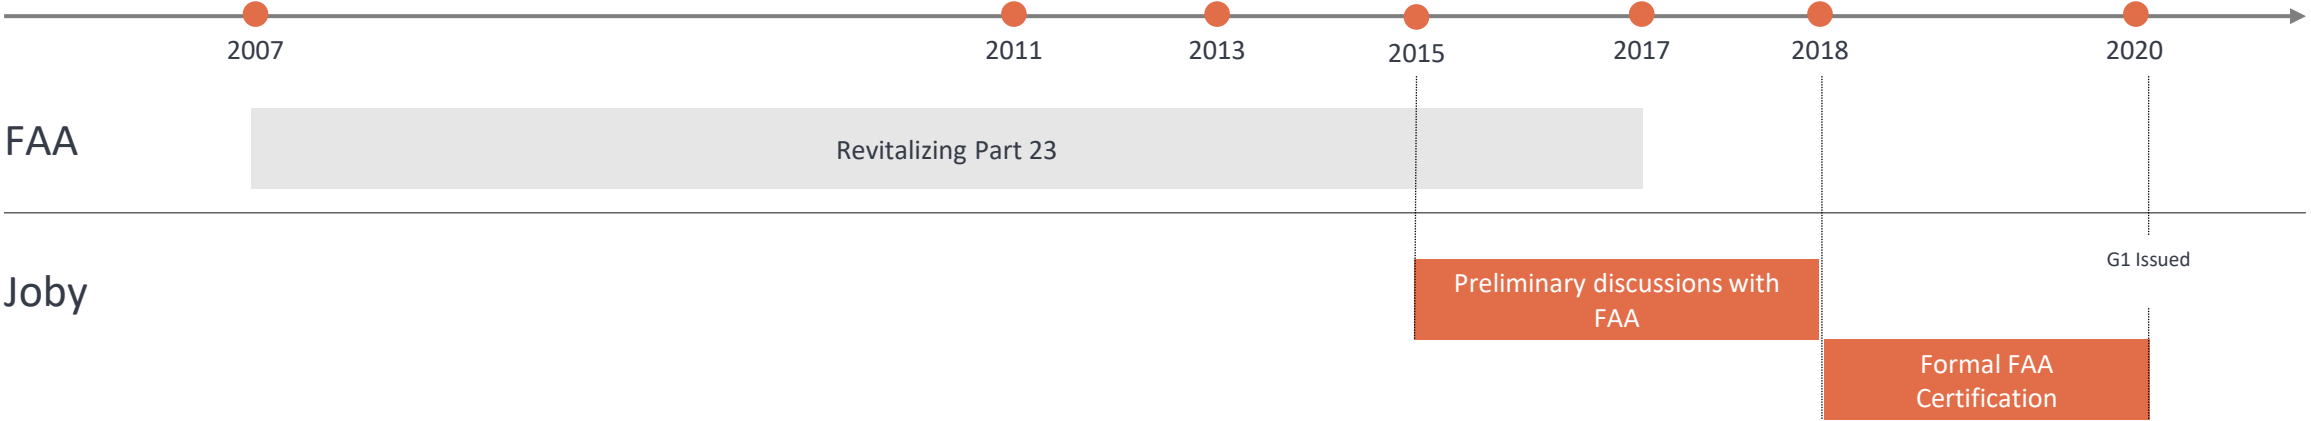 2007
2011
2013
2015
2017
2018
2020
FAA
Revitalizing Part 23
Joby
G1 Issued
Preliminary discussions with
FAA
Formal FAA
Certification